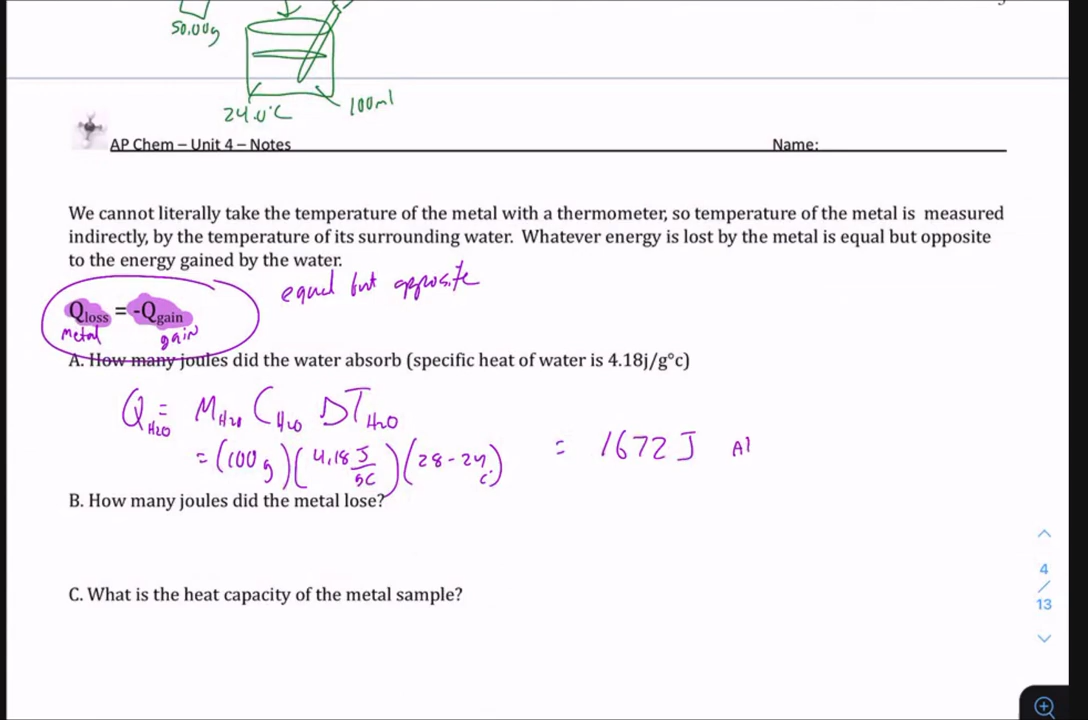 50.00g
24.0°C
100ml
AP Chem – Unit 4 – Notes Name:
We cannot literally take the temperature of the metal with a thermometer, so temperature of the metal is measured
indirectly, by the temperature of its surrounding water. Whatever energy is lost by the metal is equal but opposite
to the energy gained by the water.
equal but opposite
Qloss = -Qgain
metal gain
A. How many joules did the water absorb (specific heat of water is 4.18j/g°c)
QH2O = MH2O CH2O DTH2O
= (100g) (4.18 J/gC) (28-24°C) = 1672 J Al
B. How many joules did the metal lose?
C. What is the heat capacity of the metal sample?
4
/
13